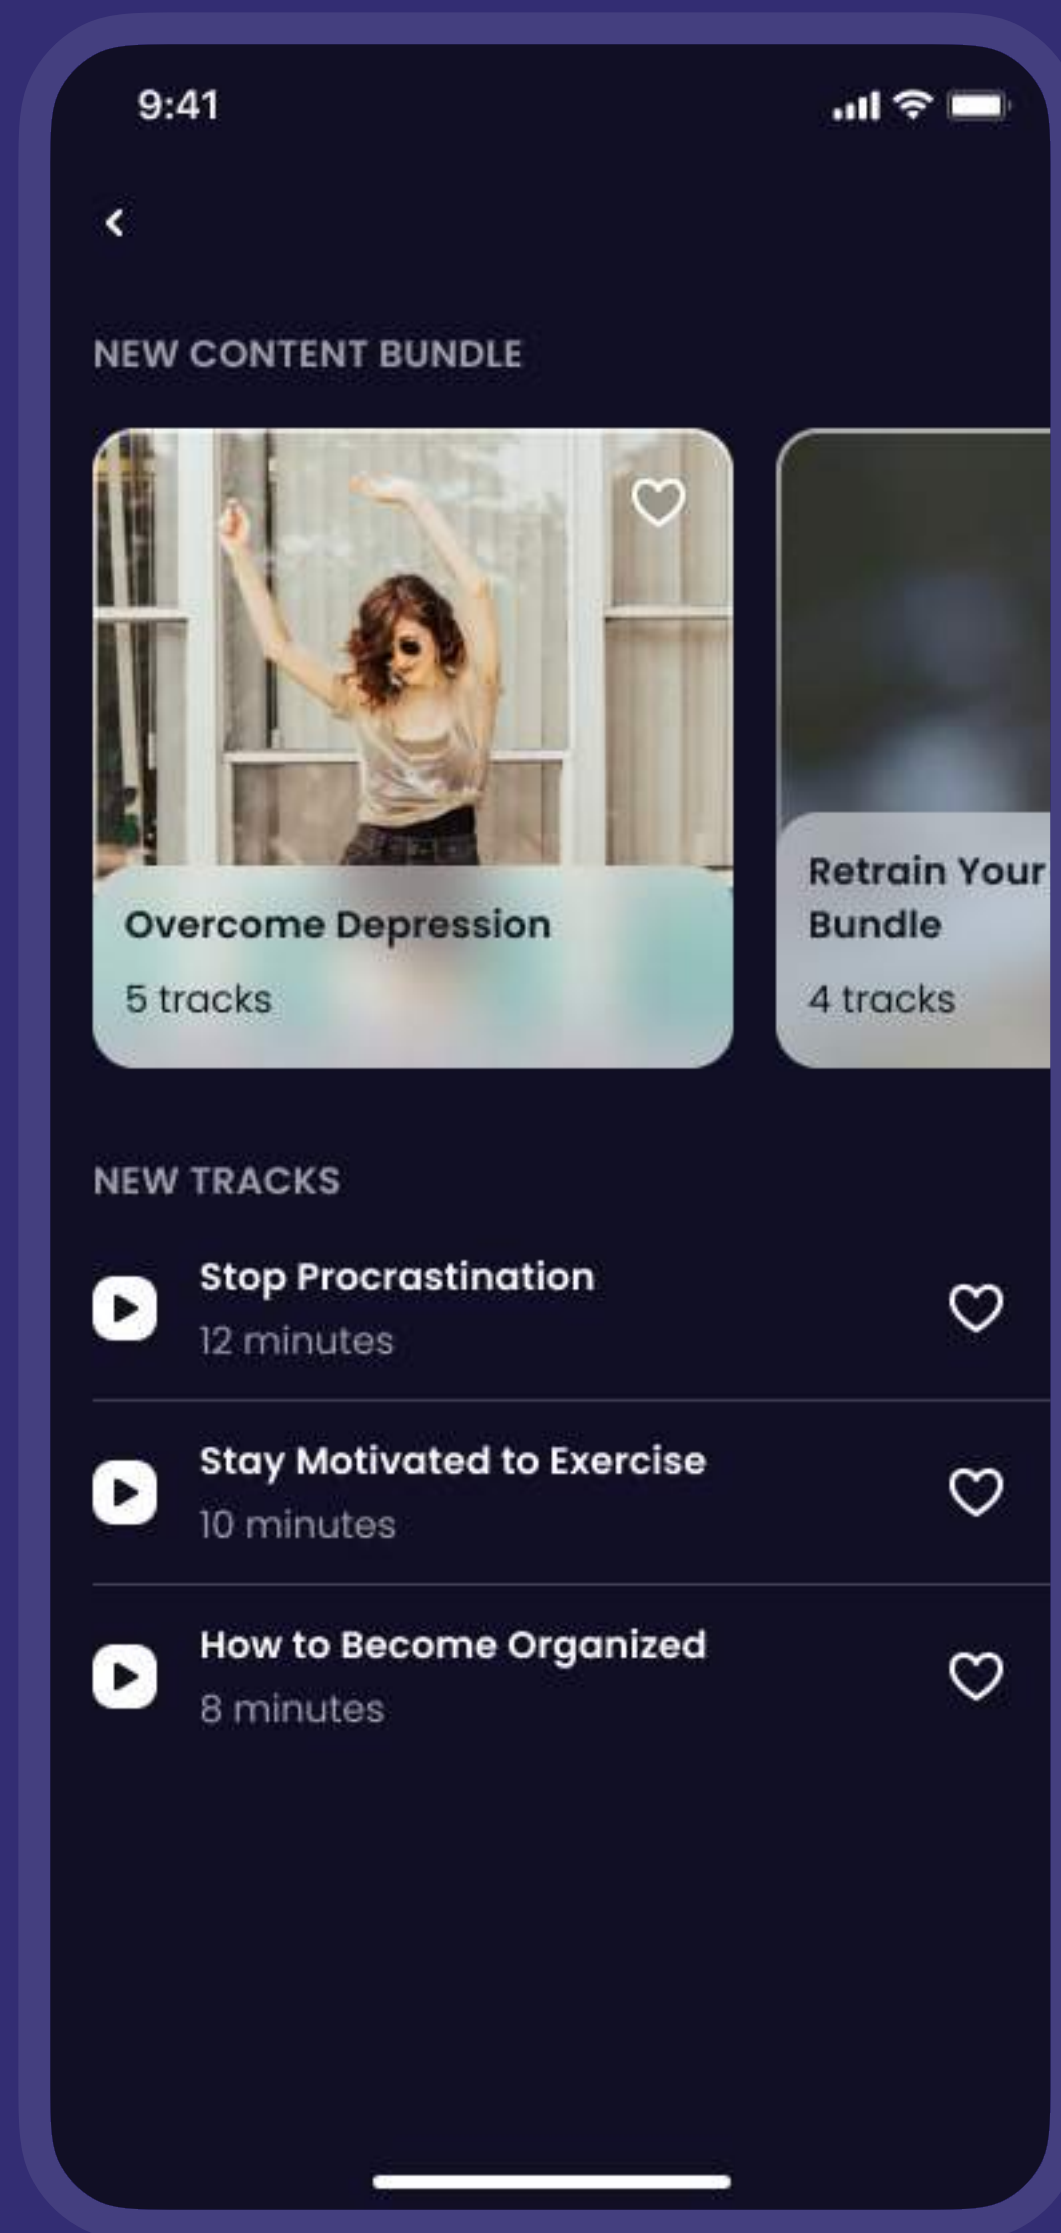 9:41
NEW CONTENT BUNDLE
Overcome Depression
5 tracks
Retrain Your
Bundle
4 tracks
NEW TRACKS
Stop Procrastination
12 minutes
Stay Motivated to Exercise
10 minutes
How to Become Organized
8 minutes